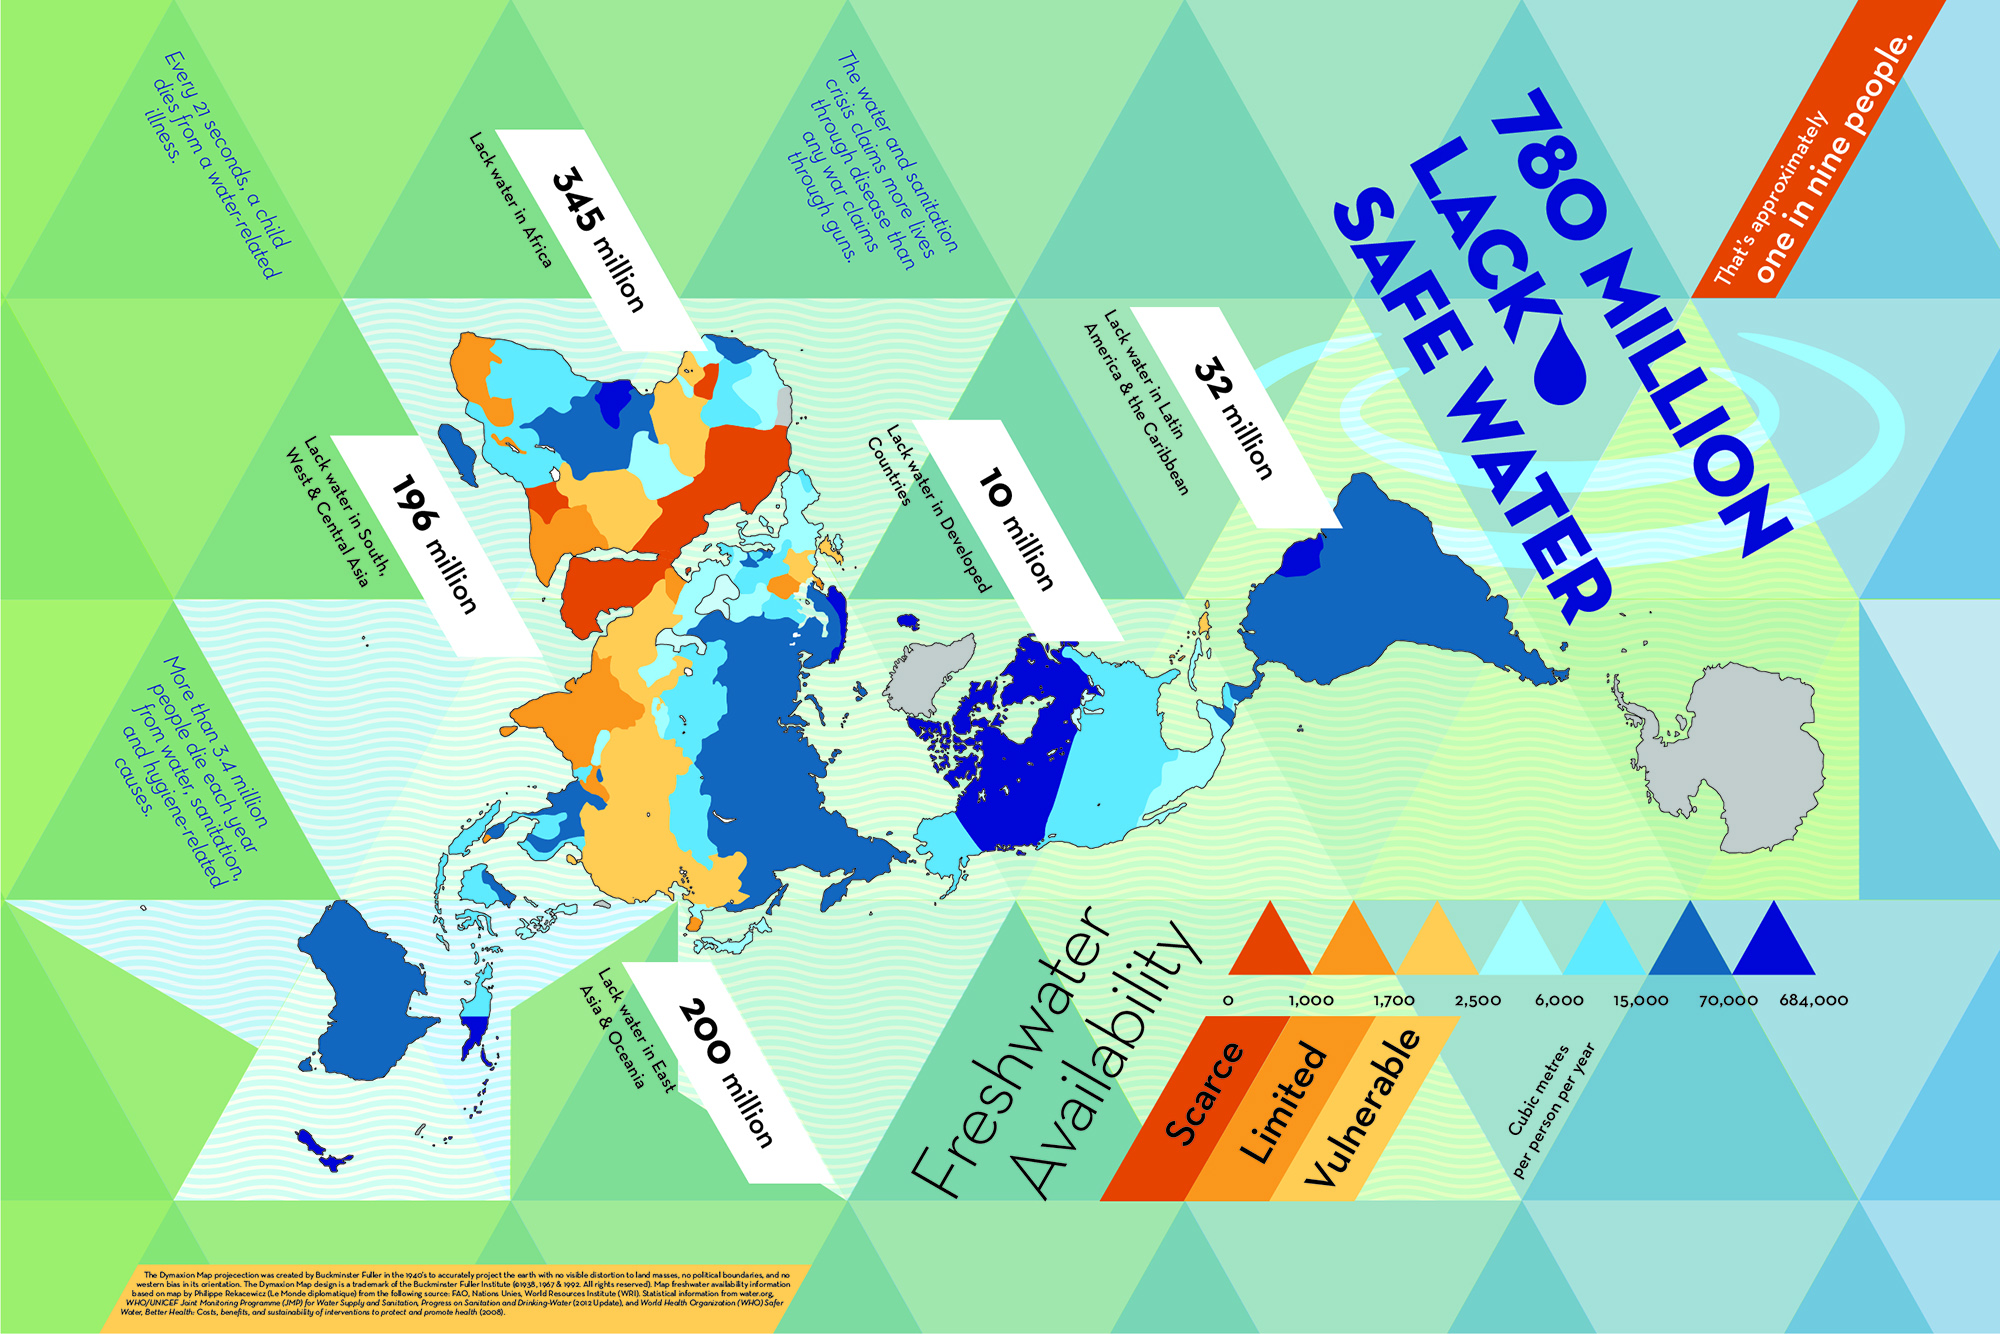 Every 21 seconds, a child
dies from a water-related
illness.
345 million
Lack water in Africa
The water and sanitation
crisis claims more lives
through disease than
any war claims
through guns.
780 MILLION
LACK
SAFE WATER
That's approximately
one in nine people.
32 million
Lack water in Latin
America & the Caribbean
10 million
Lack water in Developed
Countries
196 million
Lack water in South,
West & Central Asia
More than 3.4 million
people die each year
from water, sanitation,
and hygiene-related
causes.
200 million
Lack water in East
Asia & Oceania
Freshwater
Availability
0 1,000 1,700 2,500 6,000 15,000 70,000 684,000
Scarce
Limited
Vulnerable
Cubic metres
per person per year
The Dymaxion Map projecection was created by Buckminster Fuller in the 1940's to accurately project the earth with no visible distortion to land masses, no political boundaries, and no
western bias in its orientation. The Dymaxion Map design is a trademark of the Buckminster Fuller Institute (©1938, 1967 & 1992. All rights reserved). Map freshwater availability information
based on map by Philippe Rekacewicz (Le Monde diplomatique) from the following source: FAO, Nations Unies, World Resources Institute (WRI). Statistical information from water.org,
WHO/UNICEF Joint Monitoring Programme (JMP) for Water Supply and Sanitation, Progress on Sanitation and Drinking-Water (2012 Update), and World Health Organization (WHO) Safer
Water, Better Health: Costs, benefits, and sustainability of interventions to protect and promote health (2008).